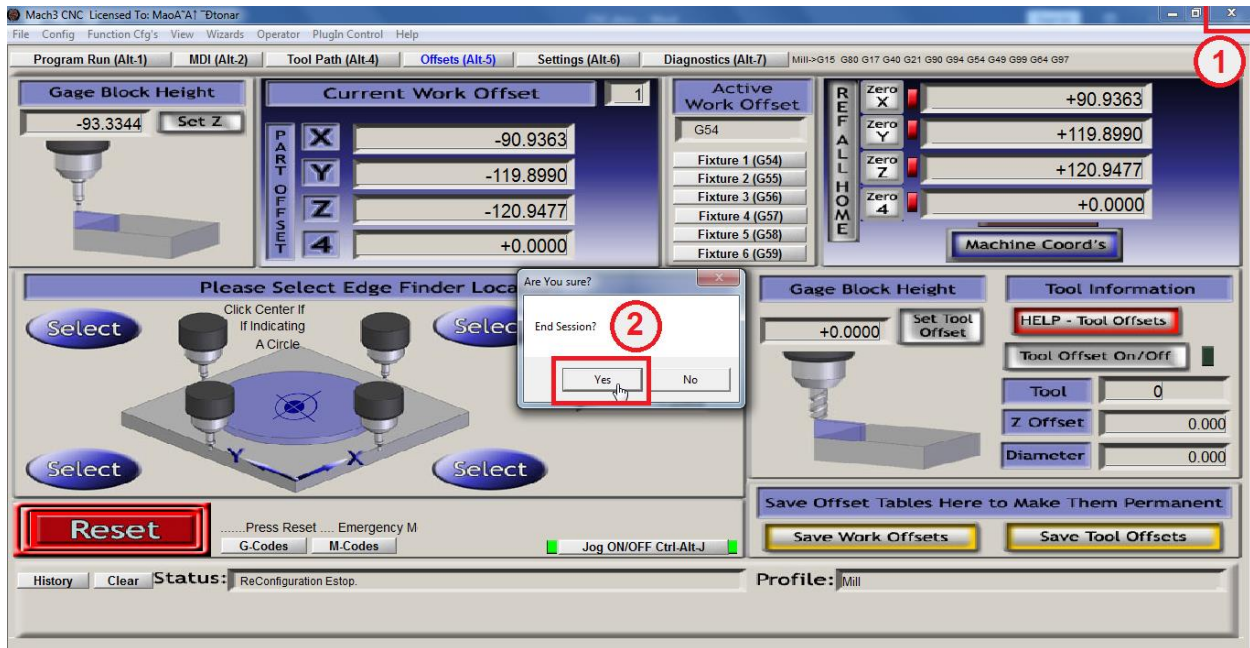 Mach3 CNC Licensed To: MaoA˜A1 ˜Đtonar
File Config Function Cfg's View Wizards Operator PlugIn Control Help
Program Run (Alt-1) MDI (Alt-2) Tool Path (Alt-4) Offsets (Alt-5) Settings (Alt-6) Diagnostics (Alt-7) Mill->G15 G80 G17 G40 G21 G90 G94 G54 G49 G99 G64 G97
1
Gage Block Height
-93.3344 Set Z
Current Work Offset 1
PART OFFSET
X -90.9363
Y -119.8990
Z -120.9477
4 +0.0000
Active
Work Offset
G54
Fixture 1 (G54)
Fixture 2 (G55)
Fixture 3 (G56)
Fixture 4 (G57)
Fixture 5 (G58)
Fixture 6 (G59)
REF ALL HOME
Zero X +90.9363
Zero Y +119.8990
Zero Z +120.9477
Zero 4 +0.0000
Machine Coord's
Please Select Edge Finder Loca
Click Center If
If Indicating
A Circle
Select
Selec
Y X
Select
Select
Are You sure?
End Session?
2
Yes No
Gage Block Height
+0.0000 Set Tool
Offset
Tool Information
HELP - Tool Offsets
Tool Offset On/Off
Tool 0
Z Offset 0.000
Diameter 0.000
Reset
.......Press Reset .... Emergency M
G-Codes M-Codes
Jog ON/OFF Ctrl-Alt-J
Save Offset Tables Here to Make Them Permanent
Save Work Offsets Save Tool Offsets
History Clear Status: ReConfiguration Estop.
Profile: Mill